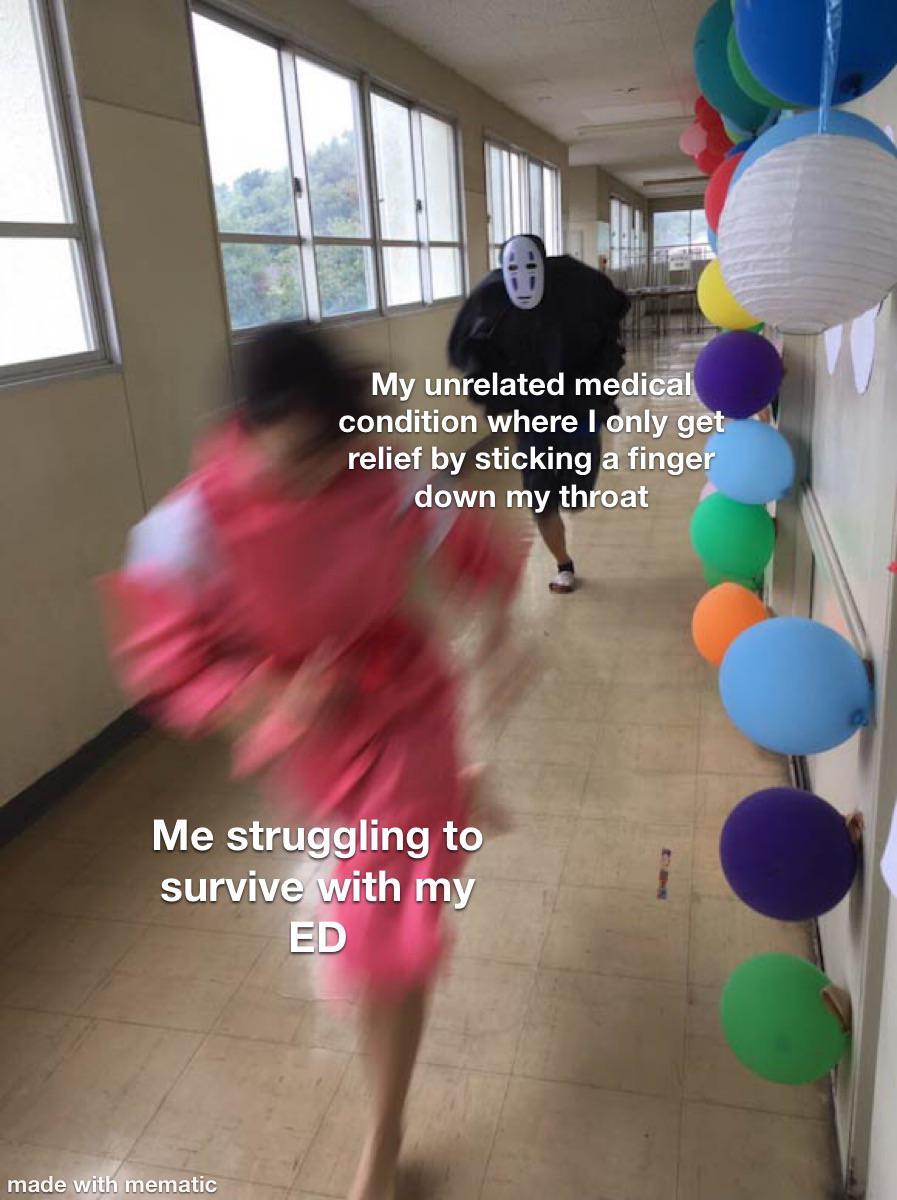 My unrelated medical
condition where I only get
relief by sticking a finger
down my throat
Me struggling to
survive with my
ED
made with mematic